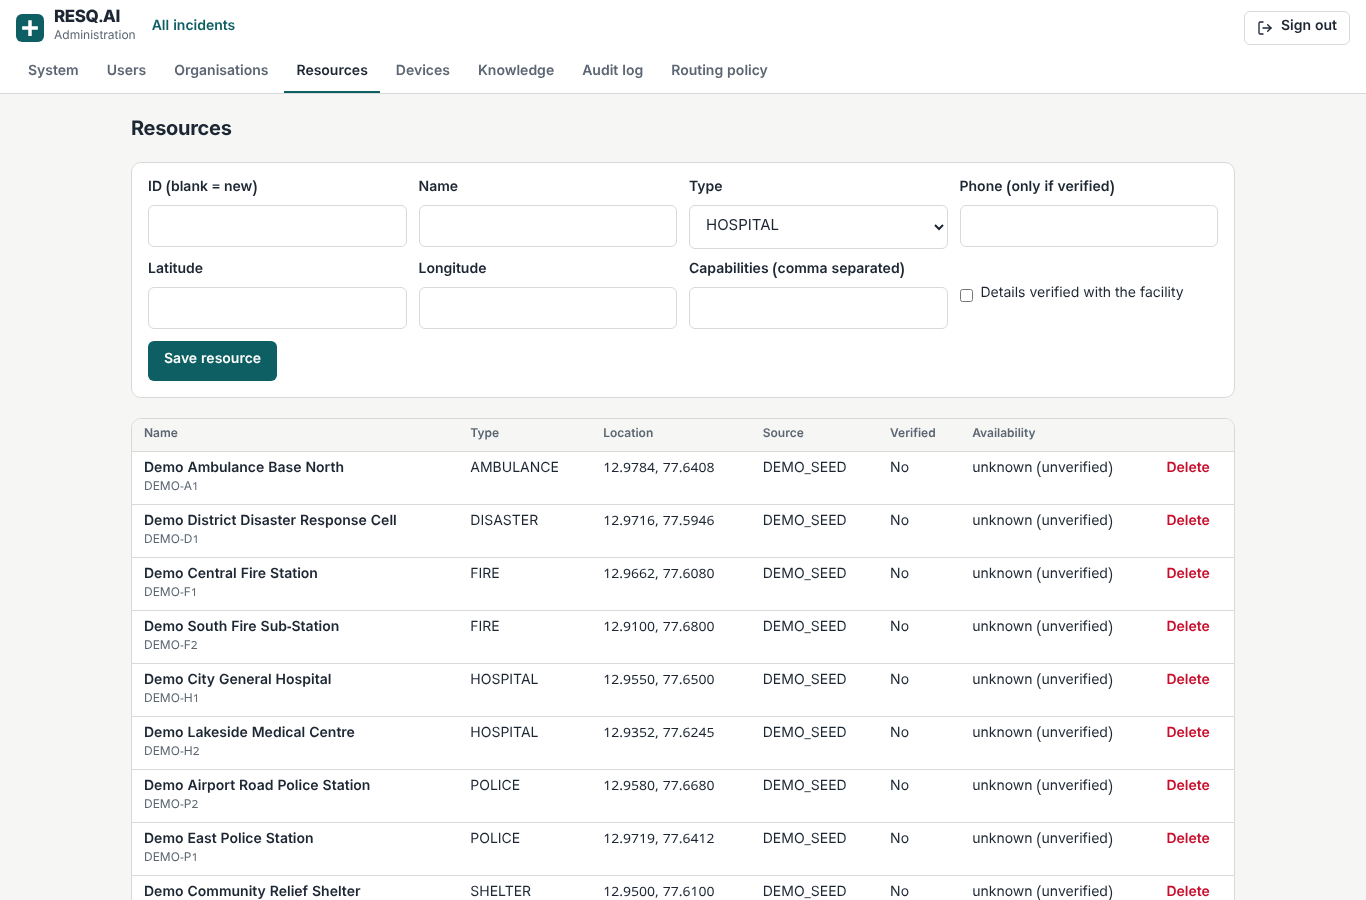 RESQ.AI
Administration
All incidents
Sign out
System Users Organisations Resources Devices Knowledge Audit log Routing policy
Resources
ID (blank = new) Name Type Phone (only if verified)
HOSPITAL
Latitude Longitude Capabilities (comma separated)
Details verified with the facility
Save resource
Name Type Location Source Verified Availability
Demo Ambulance Base North AMBULANCE 12.9784, 77.6408 DEMO_SEED No unknown (unverified) Delete
DEMO-A1
Demo District Disaster Response Cell DISASTER 12.9716, 77.5946 DEMO_SEED No unknown (unverified) Delete
DEMO-D1
Demo Central Fire Station FIRE 12.9662, 77.6080 DEMO_SEED No unknown (unverified) Delete
DEMO-F1
Demo South Fire Sub-Station FIRE 12.9100, 77.6800 DEMO_SEED No unknown (unverified) Delete
DEMO-F2
Demo City General Hospital HOSPITAL 12.9550, 77.6500 DEMO_SEED No unknown (unverified) Delete
DEMO-H1
Demo Lakeside Medical Centre HOSPITAL 12.9352, 77.6245 DEMO_SEED No unknown (unverified) Delete
DEMO-H2
Demo Airport Road Police Station POLICE 12.9580, 77.6680 DEMO_SEED No unknown (unverified) Delete
DEMO-P2
Demo East Police Station POLICE 12.9719, 77.6412 DEMO_SEED No unknown (unverified) Delete
DEMO-P1
Demo Community Relief Shelter SHELTER 12.9500, 77.6100 DEMO_SEED No unknown (unverified) Delete